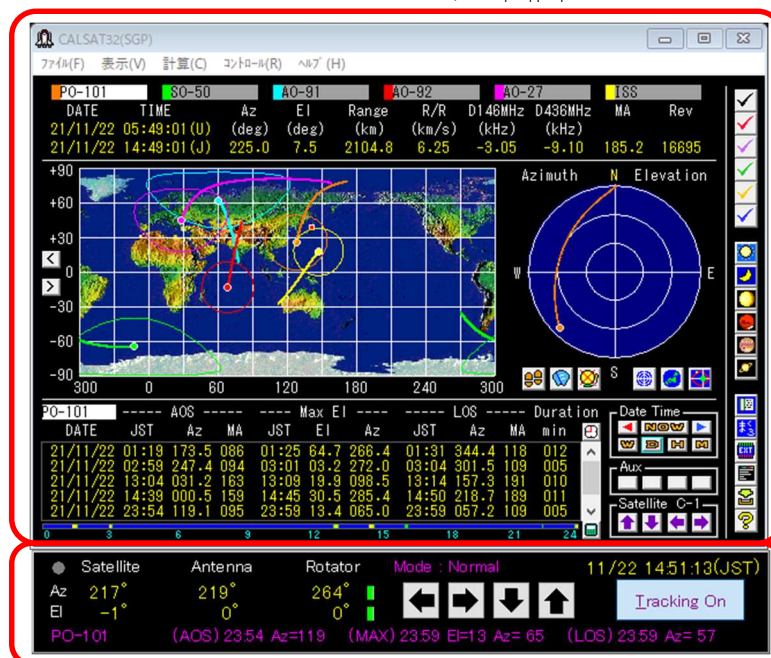 CALSAT32(SGP)
ファイル(F) 表示(V) 計算(C) コントロール(R) ヘルプ(H)
PO-101 SO-50 AO-91 AO-92 AO-27 ISS
DATE TIME Az El Range R/R D146MHz D436MHz MA Rev
21/11/22 05:49:01(U) (deg) (deg) (km) (km/s) (kHz) (kHz)
21/11/22 14:49:01(J) 225.0 7.5 2104.8 6.25 -3.05 -9.10 185.2 16695
+90 Azimuth N Elevation
+60
+30
0 W E
-30
-60
-90 S
300 0 60 120 180 240 300
PO-101 ----- AOS ----- ---- Max El ---- ----- LOS ----- Duration Date Time
DATE JST Az MA JST El Az JST Az MA min NOW
21/11/22 01:19 173.5 086 01:25 64.7 266.4 01:31 344.4 118 012 W D H M
21/11/22 02:59 247.4 094 03:01 03.2 272.0 03:04 301.5 109 005
21/11/22 13:04 031.2 163 13:09 19.9 098.5 13:14 157.3 191 010 Aux
21/11/22 14:39 000.5 159 14:45 30.5 285.4 14:50 218.7 189 011
21/11/22 23:54 119.1 095 23:59 13.4 065.0 23:59 057.2 109 005 Satellite C-1
0 3 6 9 12 15 18 21 24
EXT
Satellite Antenna Rotator Mode : Normal 11/22 14:51:13(JST)
Az 217° 219° 264° Tracking On
El -1° 0° 0°
PO-101 (AOS) 23:54 Az=119 (MAX) 23:59 El=13 Az= 65 (LOS) 23:59 Az= 57